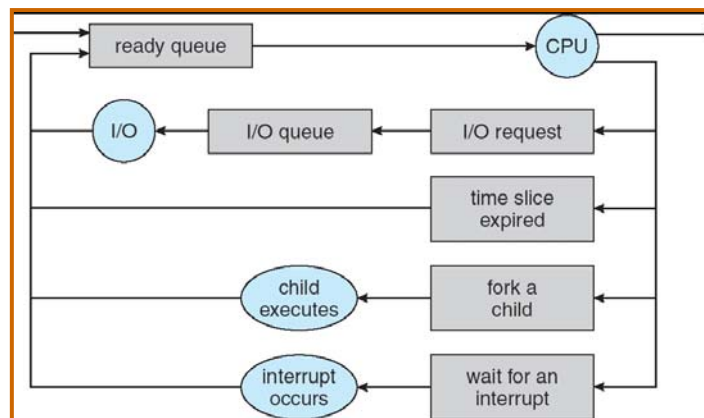 ready queue
CPU
I/O
I/O queue
I/O request
time slice
expired
child
executes
fork a
child
interrupt
occurs
wait for an
interrupt